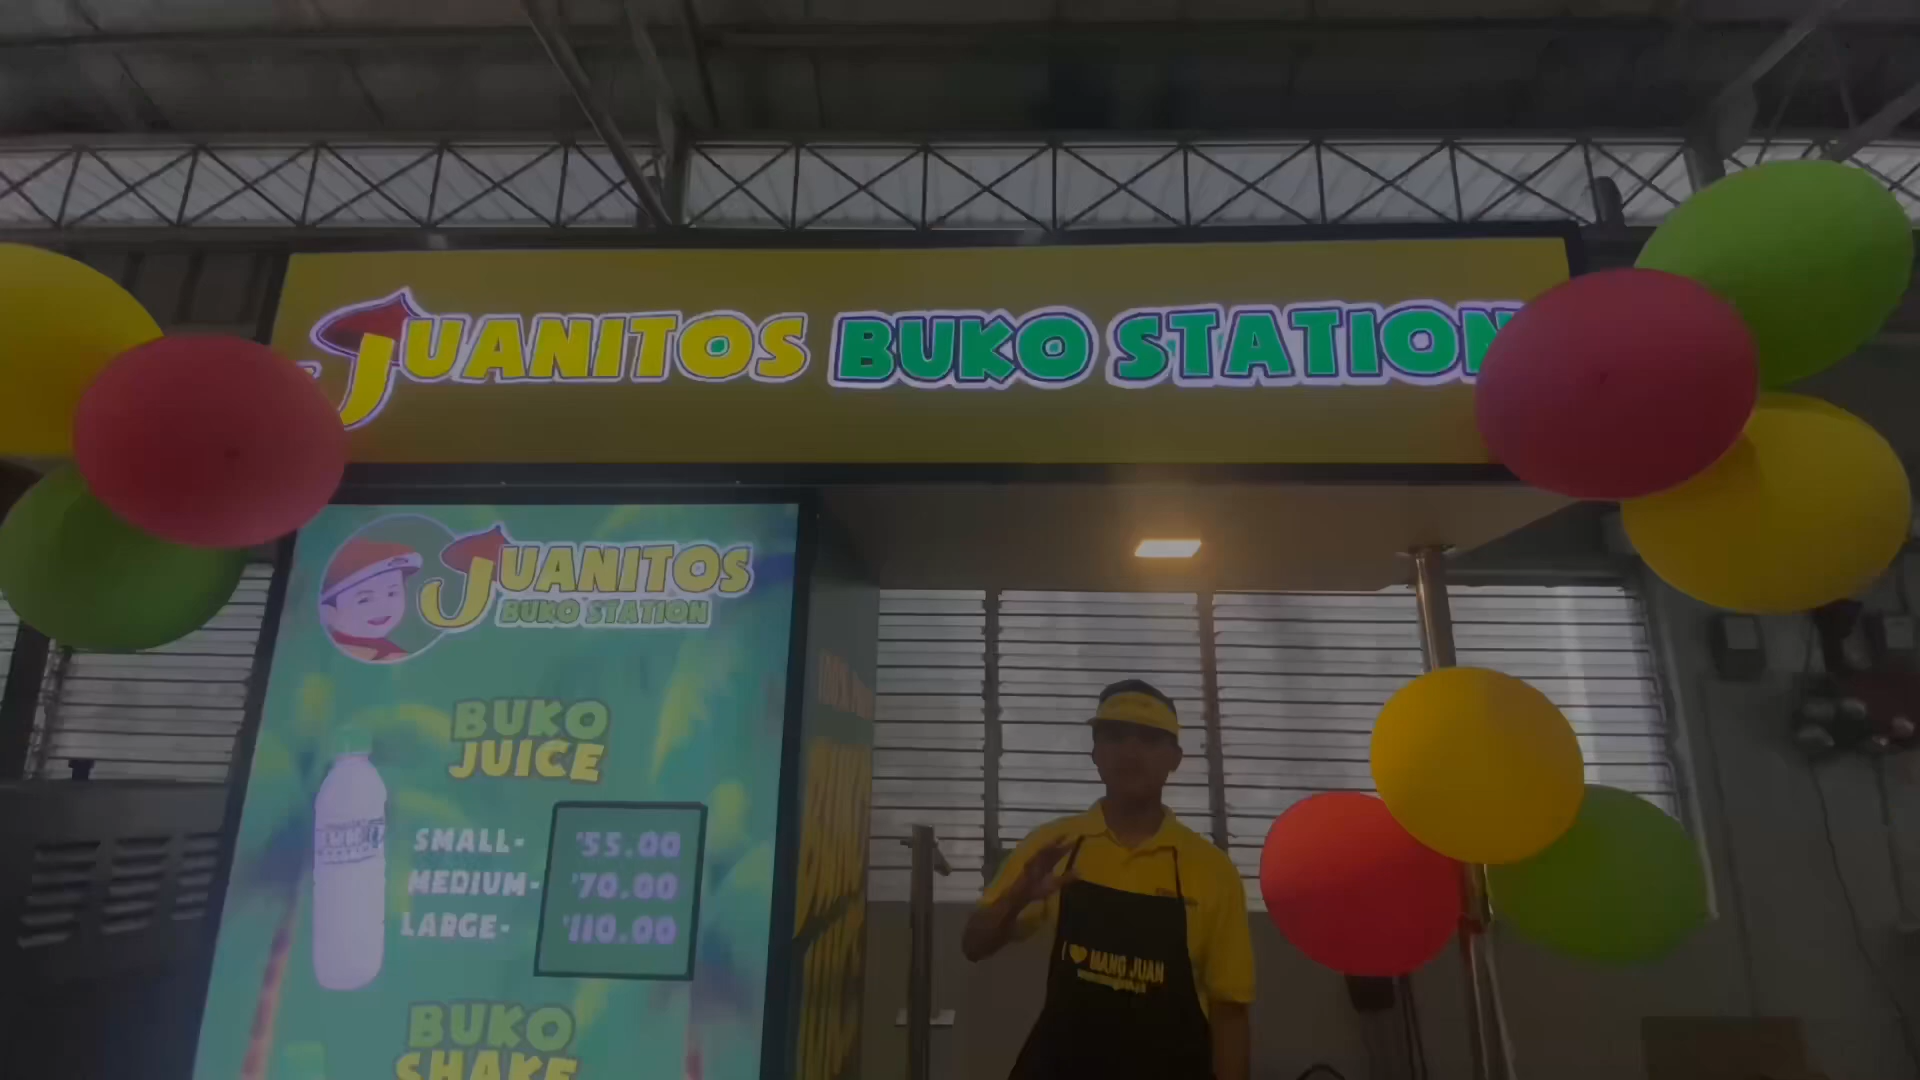 JUANITOS BUKO STATION
JUANITOS
BUKO STATION
BUKO
JUICE
SMALL- ₱55.00
MEDIUM- ₱70.00
LARGE- ₱110.00
BUKO
SHAKE
I ❤ MANG JUAN